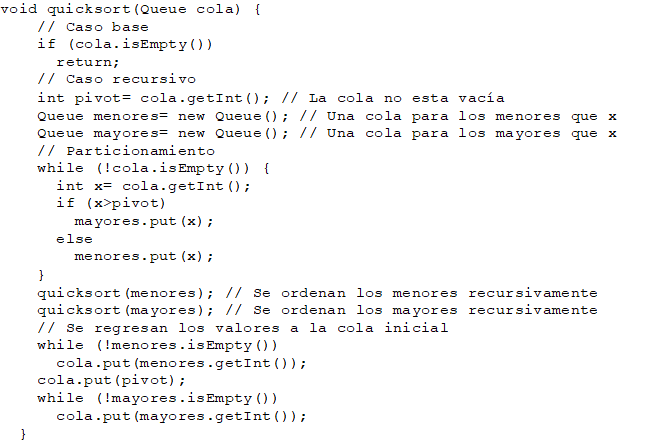 void quicksort(Queue cola) {
// Caso base
if (cola.isEmpty())
return;
// Caso recursivo
int pivot= cola.getInt(); // La cola no esta vacía
Queue menores= new Queue(); // Una cola para los menores que x
Queue mayores= new Queue(); // Una cola para los mayores que x
// Particionamiento
while (!cola.isEmpty()) {
int x= cola.getInt();
if (x>pivot)
mayores.put(x);
else
menores.put(x);
}
quicksort(menores); // Se ordenan los menores recursivamente
quicksort(mayores); // Se ordenan los mayores recursivamente
// Se regresan los valores a la cola inicial
while (!menores.isEmpty())
cola.put(menores.getInt());
cola.put(pivot);
while (!mayores.isEmpty())
cola.put(mayores.getInt());
}